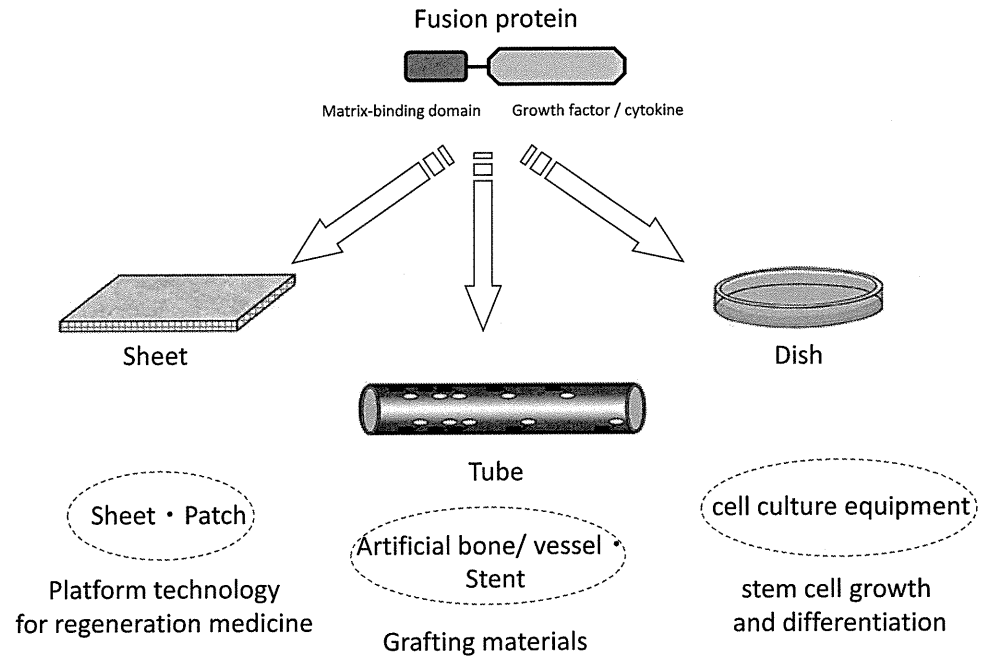 Fusion protein
Matrix-binding domain
Growth factor / cytokine
Sheet
Dish
Tube
Sheet・Patch
Artificial bone/ vessel・
Stent
cell culture equipment
Platform technology
for regeneration medicine
Grafting materials
stem cell growth
and differentiation